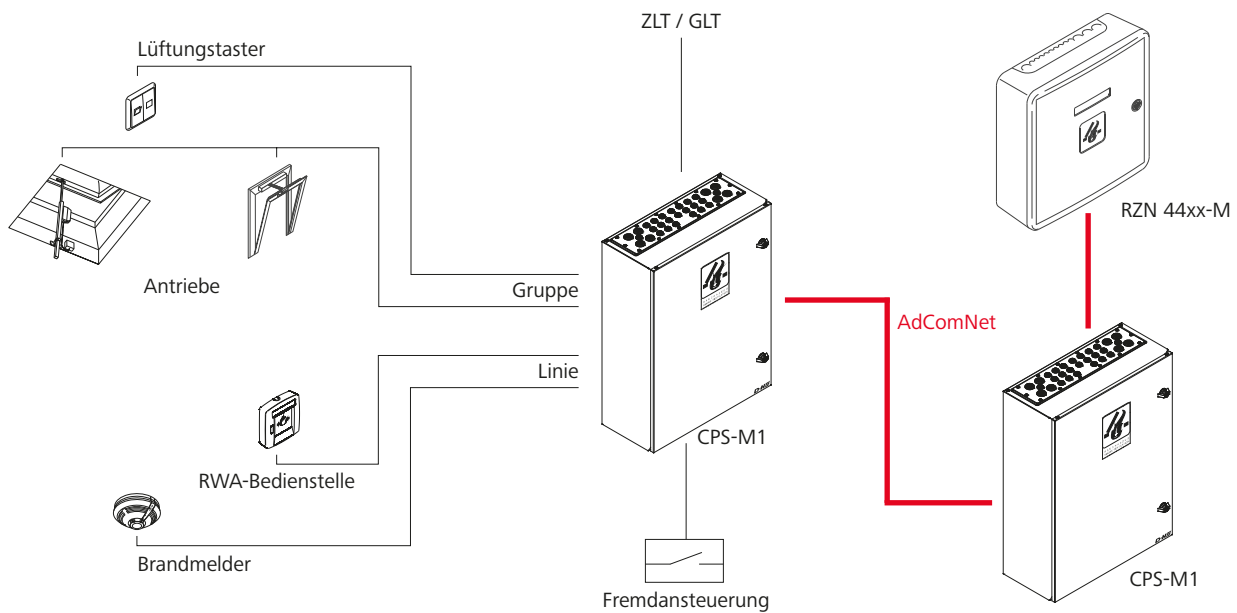 ZLT / GLT
Lüftungstaster
RZN 44xx-M
Antriebe
Gruppe
AdComNet
Linie
CPS-M1
RWA-Bedienstelle
Brandmelder
CPS-M1
Fremdansteuerung